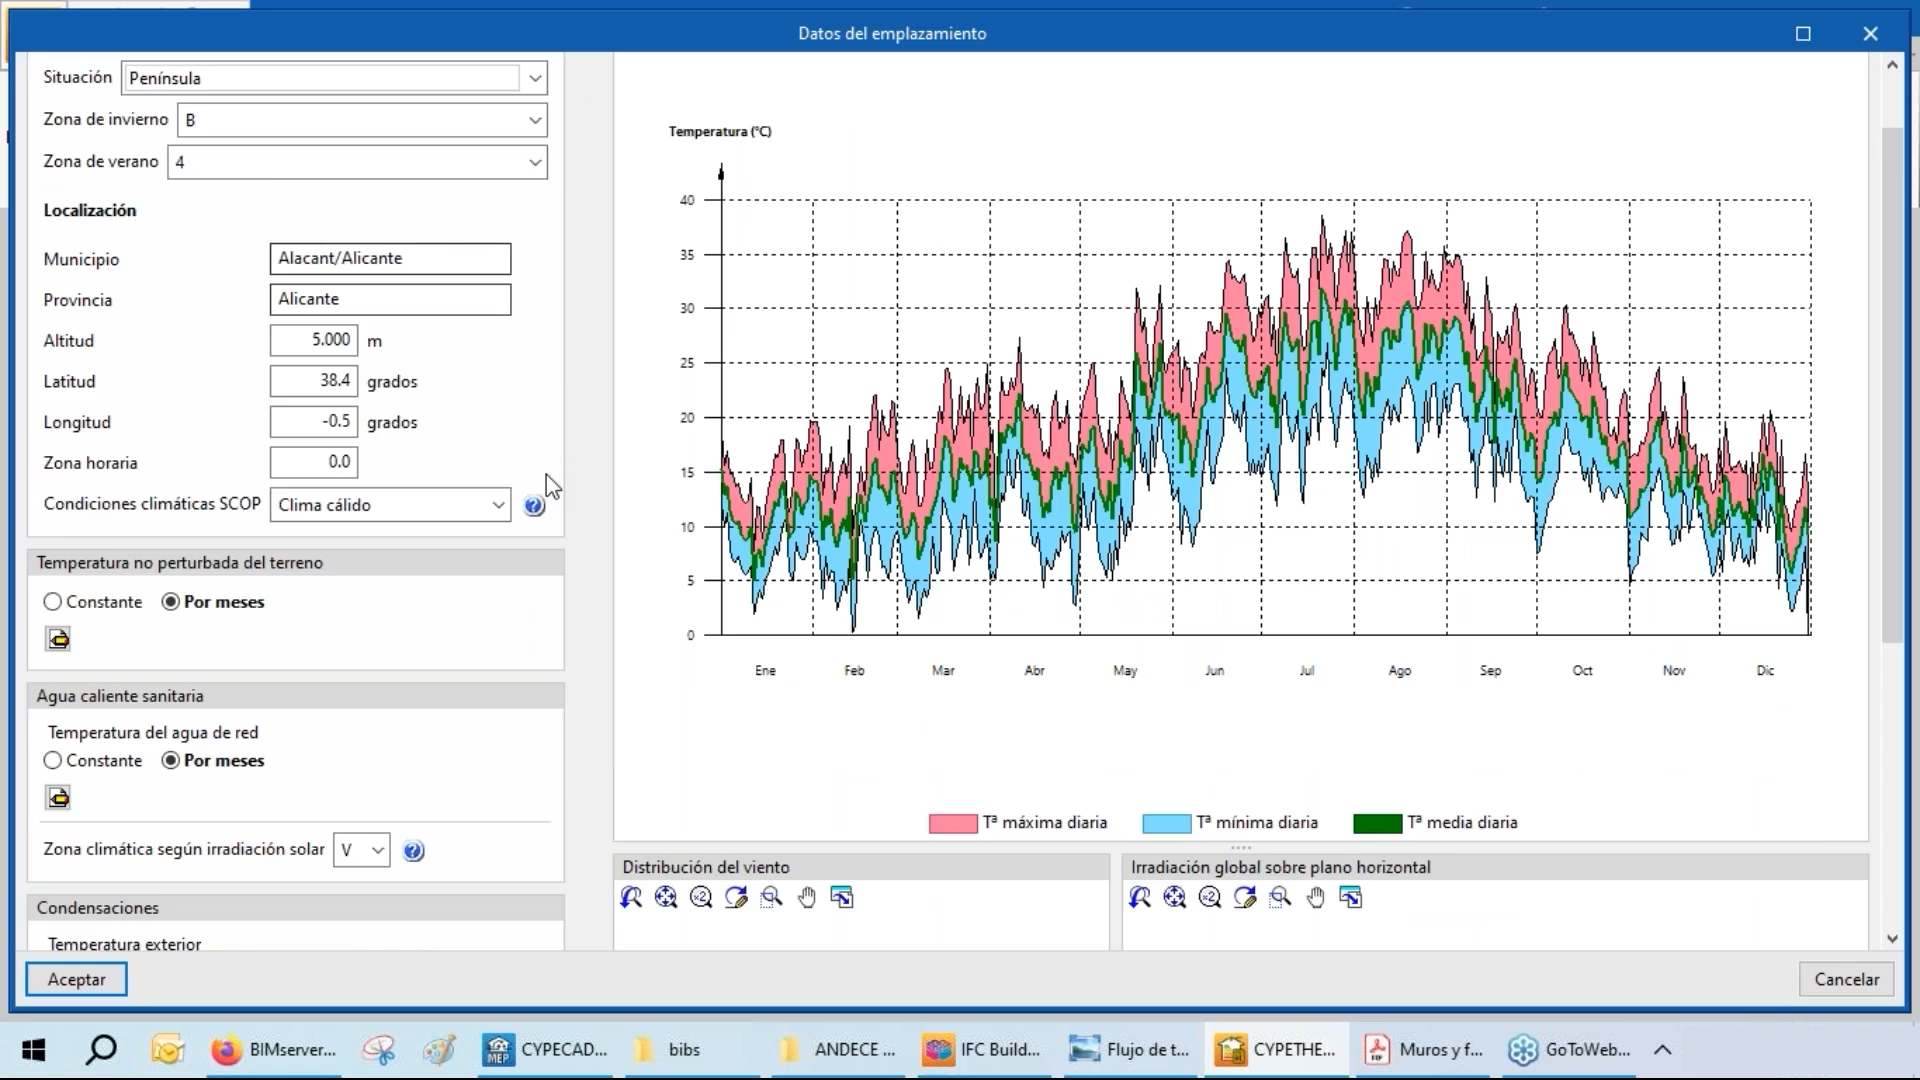 Datos del emplazamiento
Situación Península
Zona de invierno B
Zona de verano 4
Localización
Municipio Alacant/Alicante
Provincia Alicante
Altitud 5.000 m
Latitud 38.4 grados
Longitud -0.5 grados
Zona horaria 0.0
Condiciones climáticas SCOP Clima cálido
Temperatura no perturbada del terreno
Constante Por meses
Agua caliente sanitaria
Temperatura del agua de red
Constante Por meses
Zona climática según irradiación solar V
Condensaciones
Temperatura exterior
Temperatura (°C)
40
35
30
25
20
15
10
5
0
Ene Feb Mar Abr May Jun Jul Ago Sep Oct Nov Dic
Tª máxima diaria Tª mínima diaria Tª media diaria
Distribución del viento
Irradiación global sobre plano horizontal
Aceptar
Cancelar
BIMserver... CYPECAD... bibs ANDECE ... IFC Build... Flujo de t... CYPETHE... Muros y f... GoToWeb...